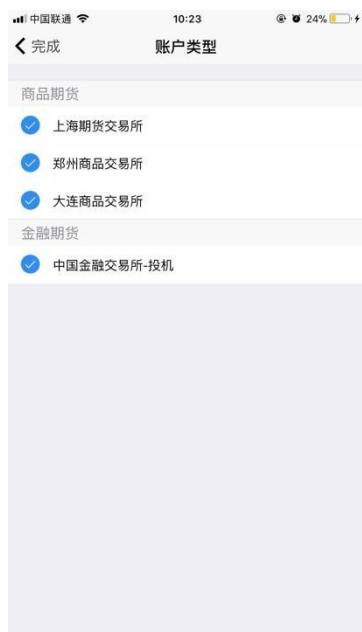 中国联通 10:23 24%
完成 账户类型
商品期货
上海期货交易所
郑州商品交易所
大连商品交易所
金融期货
中国金融交易所-投机